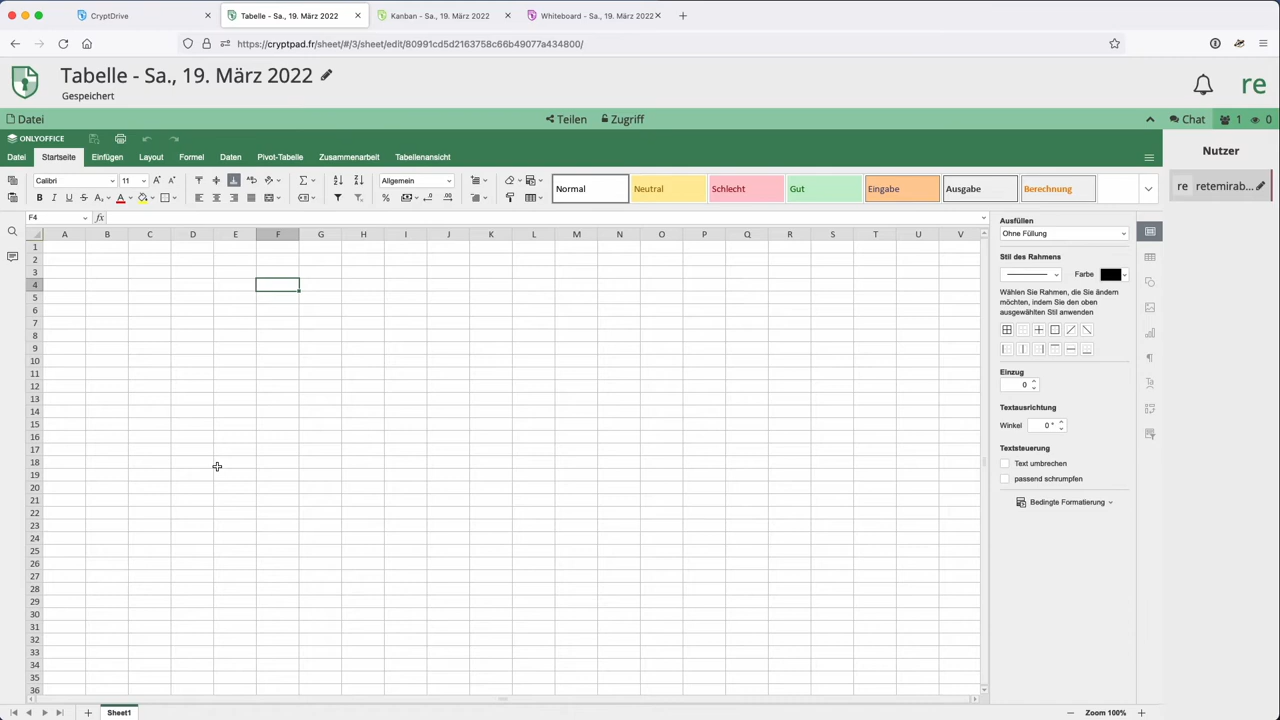 CryptDrive
Tabelle - Sa., 19. März 2022
Kanban - Sa., 19. März 2022
Whiteboard - Sa., 19. März 2022
https://cryptpad.fr/sheet/#/3/sheet/edit/80991cd5d2163758c66b49077a434800/
Tabelle - Sa., 19. März 2022
Gespeichert
re
Datei
Teilen
Zugriff
Chat
1
0
ONLYOFFICE
Nutzer
Datei
Startseite
Einfügen
Layout
Formel
Daten
Pivot-Tabelle
Zusammenarbeit
Tabellenansicht
Calibri
11
Allgemein
Normal
Neutral
Schlecht
Gut
Eingabe
Ausgabe
Berechnung
re retemirab...
F4
A B C D E F G H I J K L M N O P Q R S T U V
1
2
3
4
5
6
7
8
9
10
11
12
13
14
15
16
17
18
19
20
21
22
23
24
25
26
27
28
29
30
31
32
33
34
35
36
Ausfüllen
Ohne Füllung
Stil des Rahmens
Farbe
Wählen Sie Rahmen, die Sie ändern
möchten, indem Sie den oben
ausgewählten Stil anwenden
Einzug
0
Textausrichtung
Winkel 0 °
Textsteuerung
Text umbrechen
passend schrumpfen
Bedingte Formatierung
Sheet1
Zoom 100%